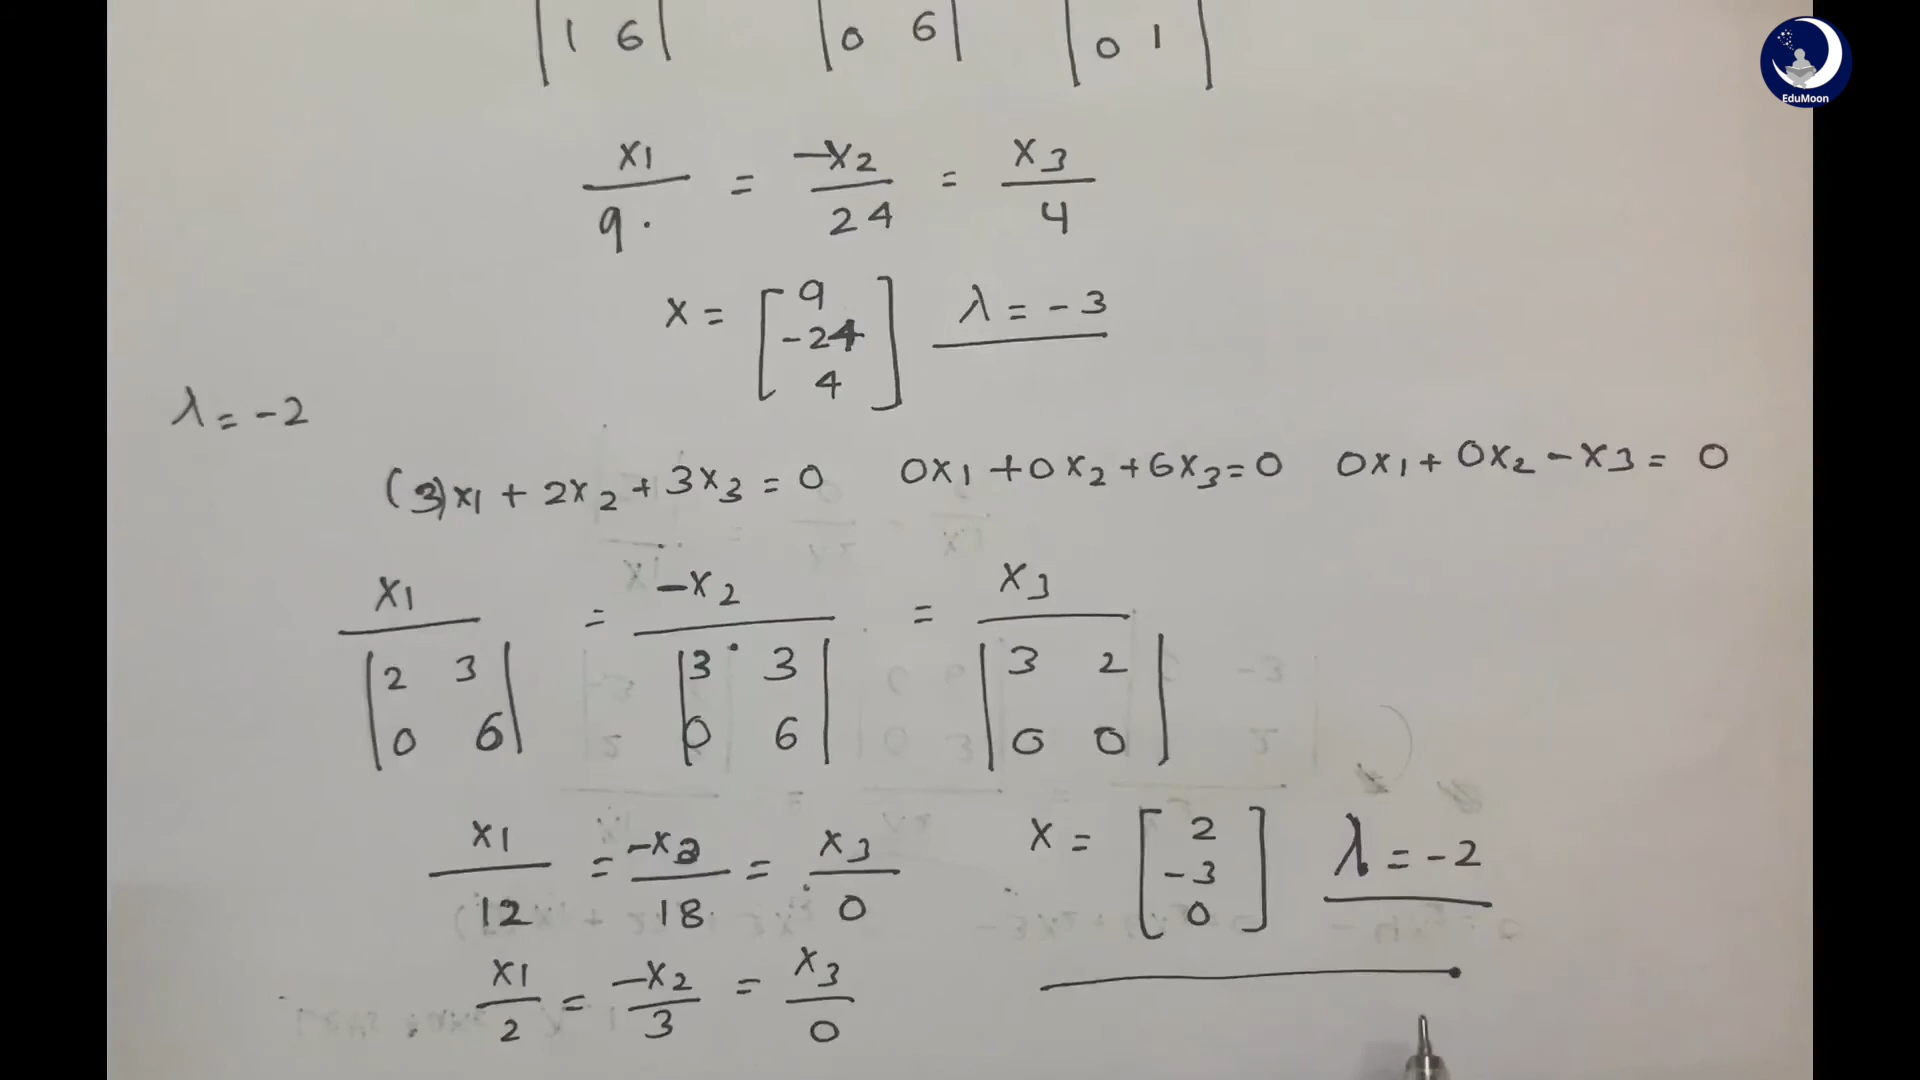 |1 6| |0 6| |0 1|
x1/9. = -x2/24 = x3/4
x = [9 -24 4] λ = -3
λ = -2
(3)x1 + 2x2 + 3x3 = 0 0x1 + 0x2 + 6x3 = 0 0x1 + 0x2 - x3 = 0
x1 = -x2 = x3
|2 3| |3 3| |3 2|
|0 6| |0 6| |0 0|
x1/12 = -x2/18 = x3/0
x = [2 -3 0] λ = -2
x1/2 = -x2/3 = x3/0
EduMoon